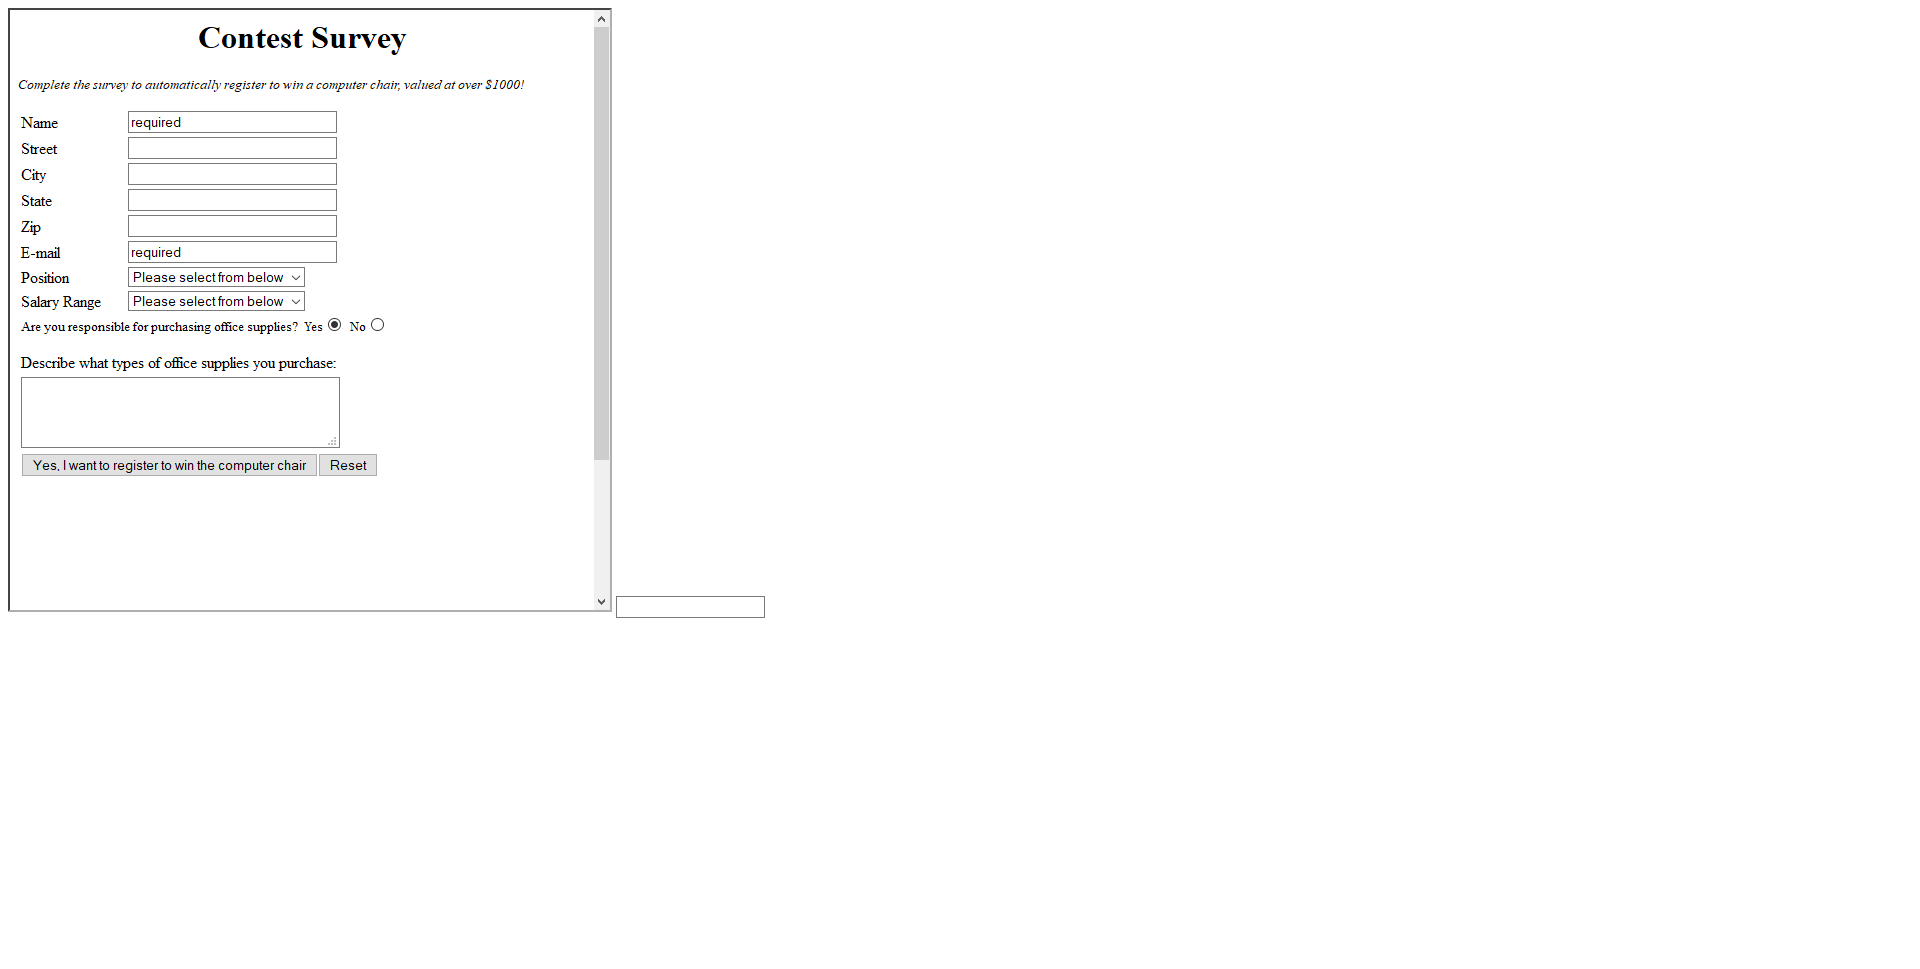 Contest Survey
Complete the survey to automatically register to win a computer chair, valued at over $1000!
Name required
Street
City
State
Zip
E-mail required
Position Please select from below
Salary Range Please select from below
Are you responsible for purchasing office supplies? Yes No
Describe what types of office supplies you purchase:
Yes, I want to register to win the computer chair Reset